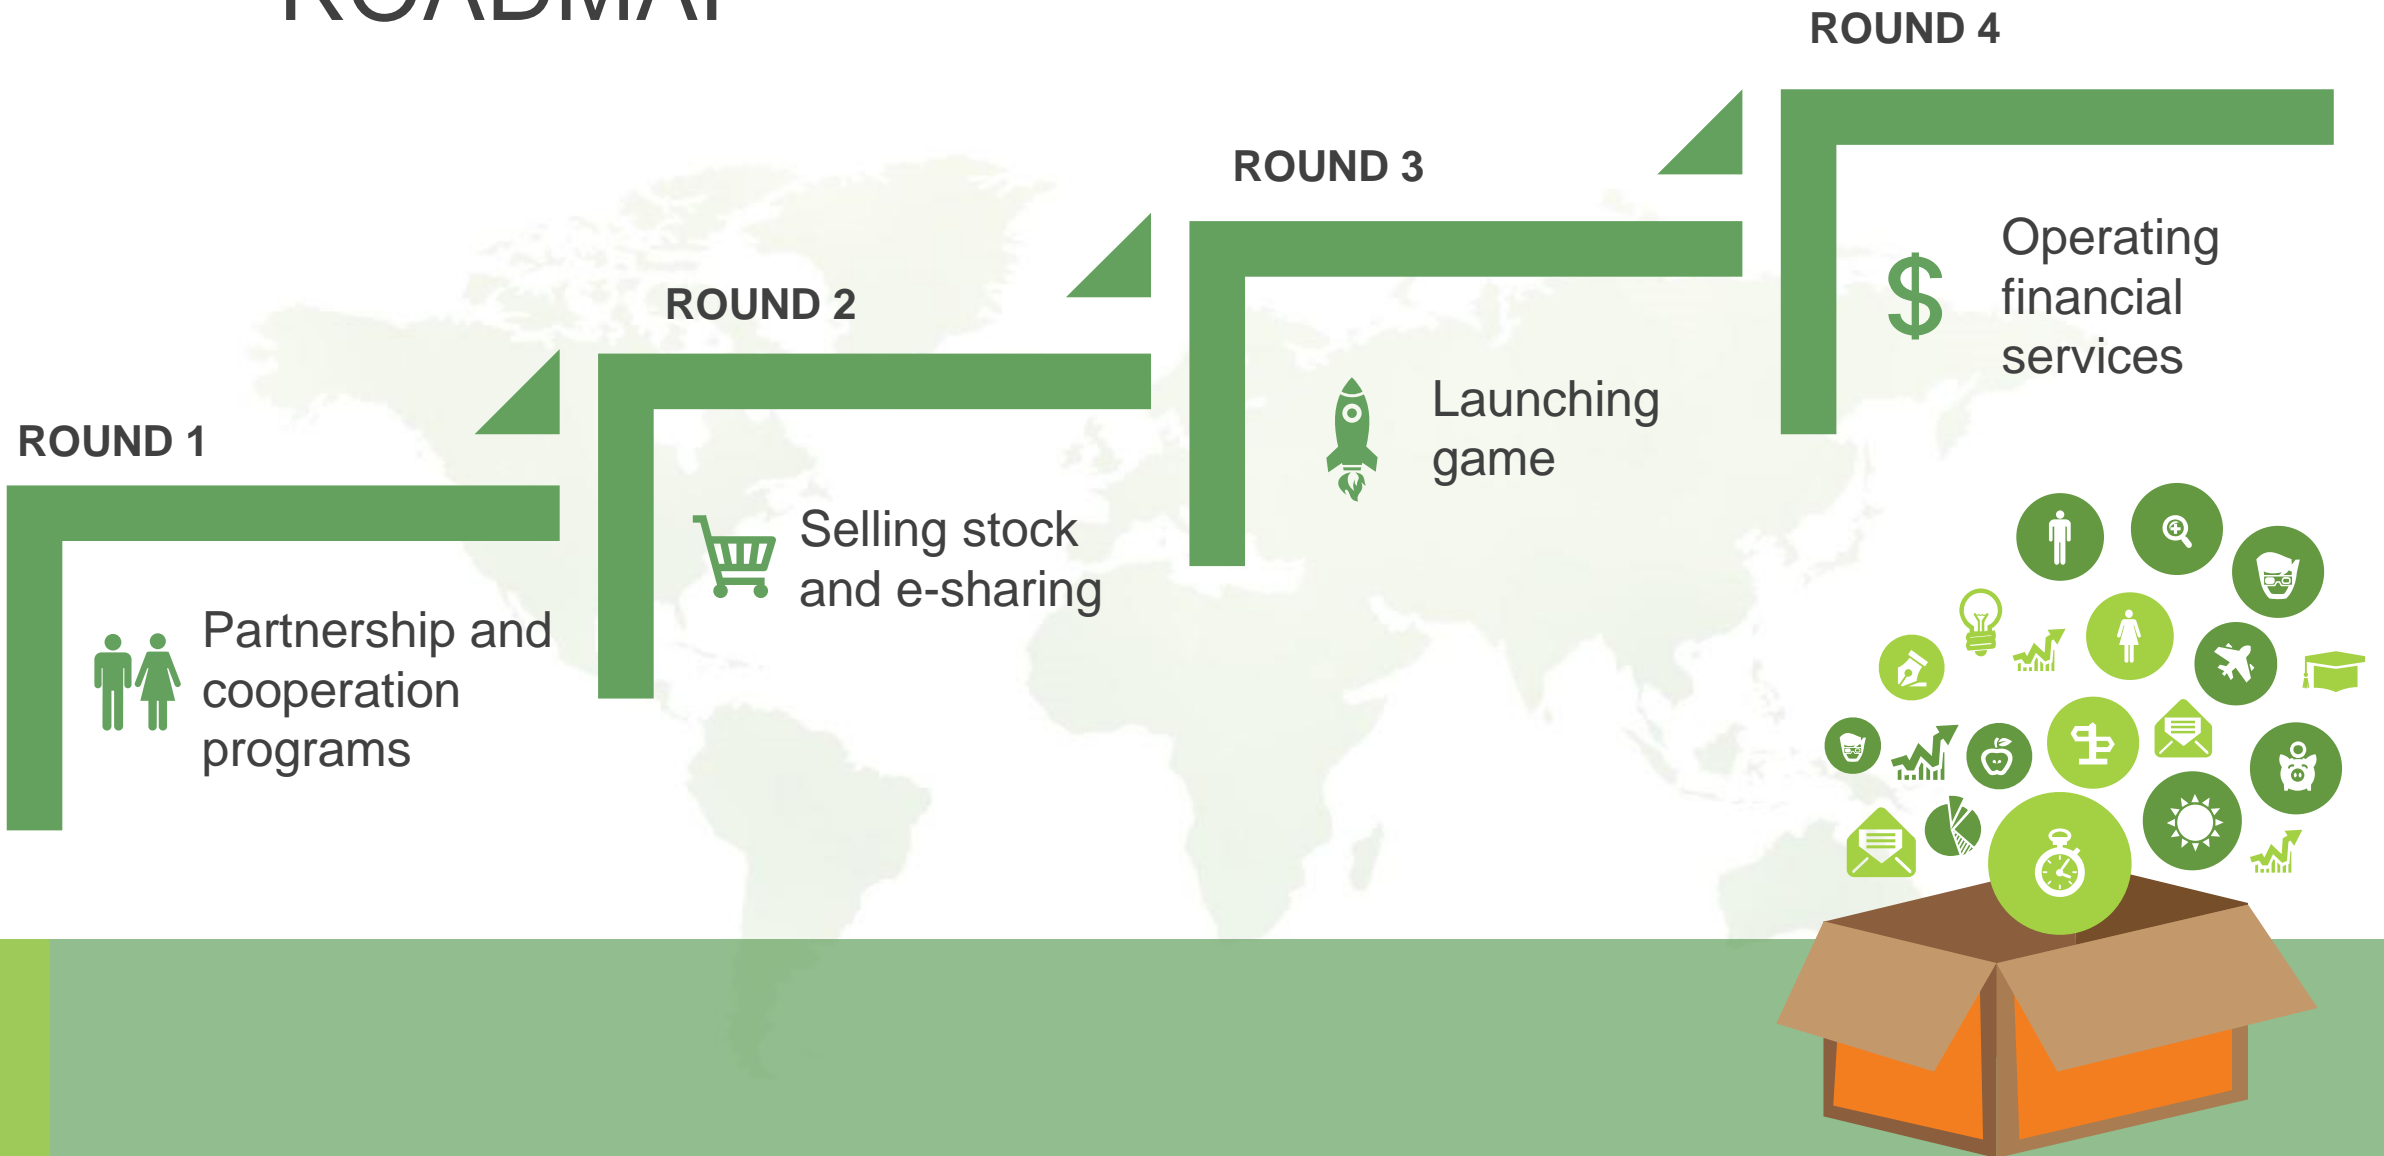 ROADMAP
ROUND 1
Partnership and
cooperation
programs
ROUND 2
Selling stock
and e-sharing
ROUND 3
Launching
game
ROUND 4
$
Operating
financial
services